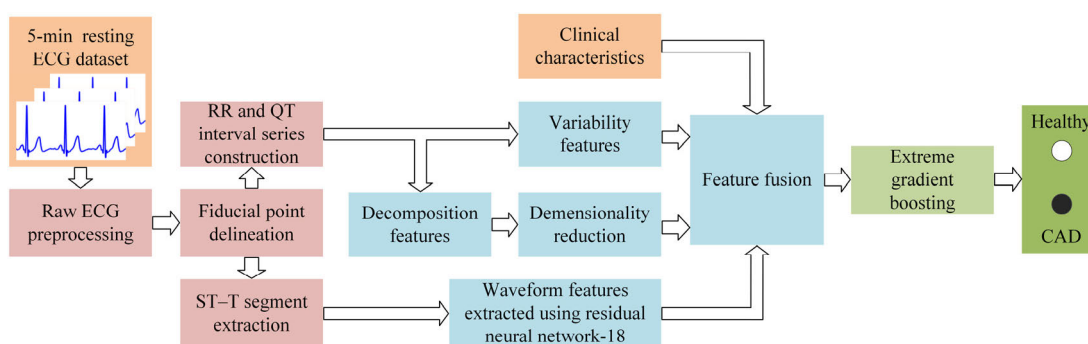 5-min resting
ECG dataset
Raw ECG
preprocessing
RR and QT
interval series
construction
Fiducial point
delineation
ST–T segment
extraction
Clinical
characteristics
Variability
features
Decomposition
features
Demensionality
reduction
Waveform features
extracted using residual
neural network-18
Feature fusion
Extreme
gradient
boosting
Healthy
CAD